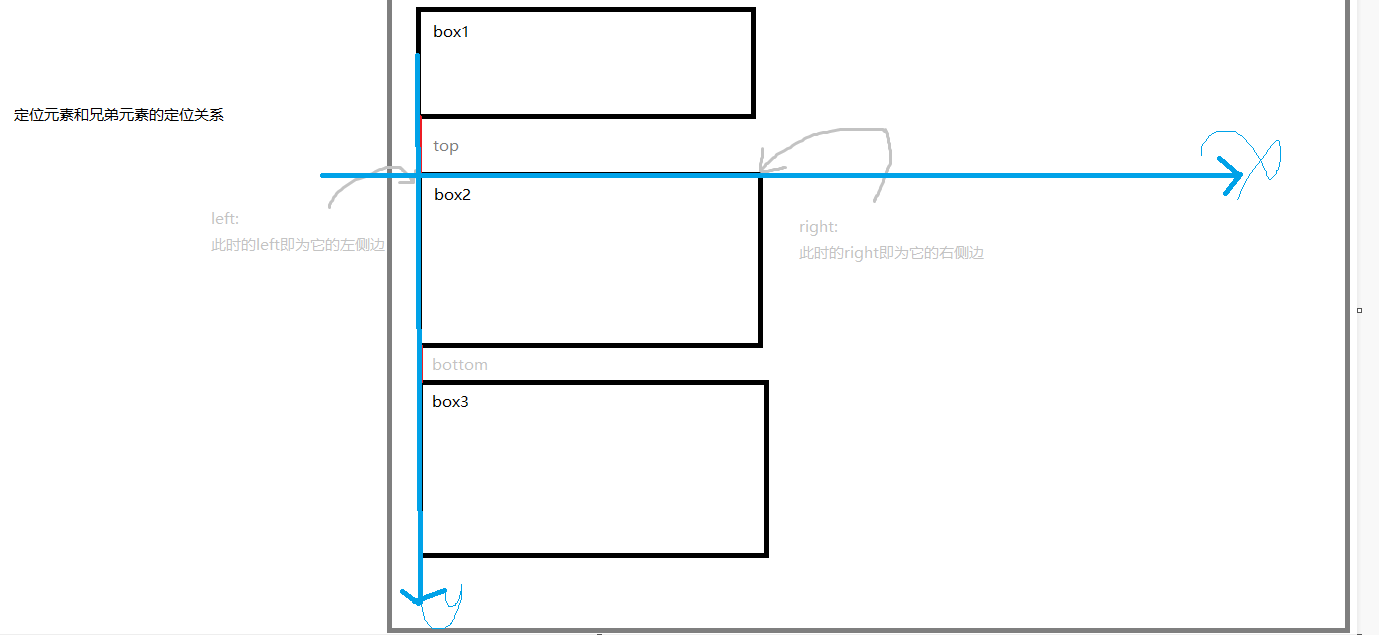 box1
定位元素和兄弟元素的定位关系
top
box2
left:
此时的left即为它的左侧边
right:
此时的right即为它的右侧边
bottom
box3
x
y